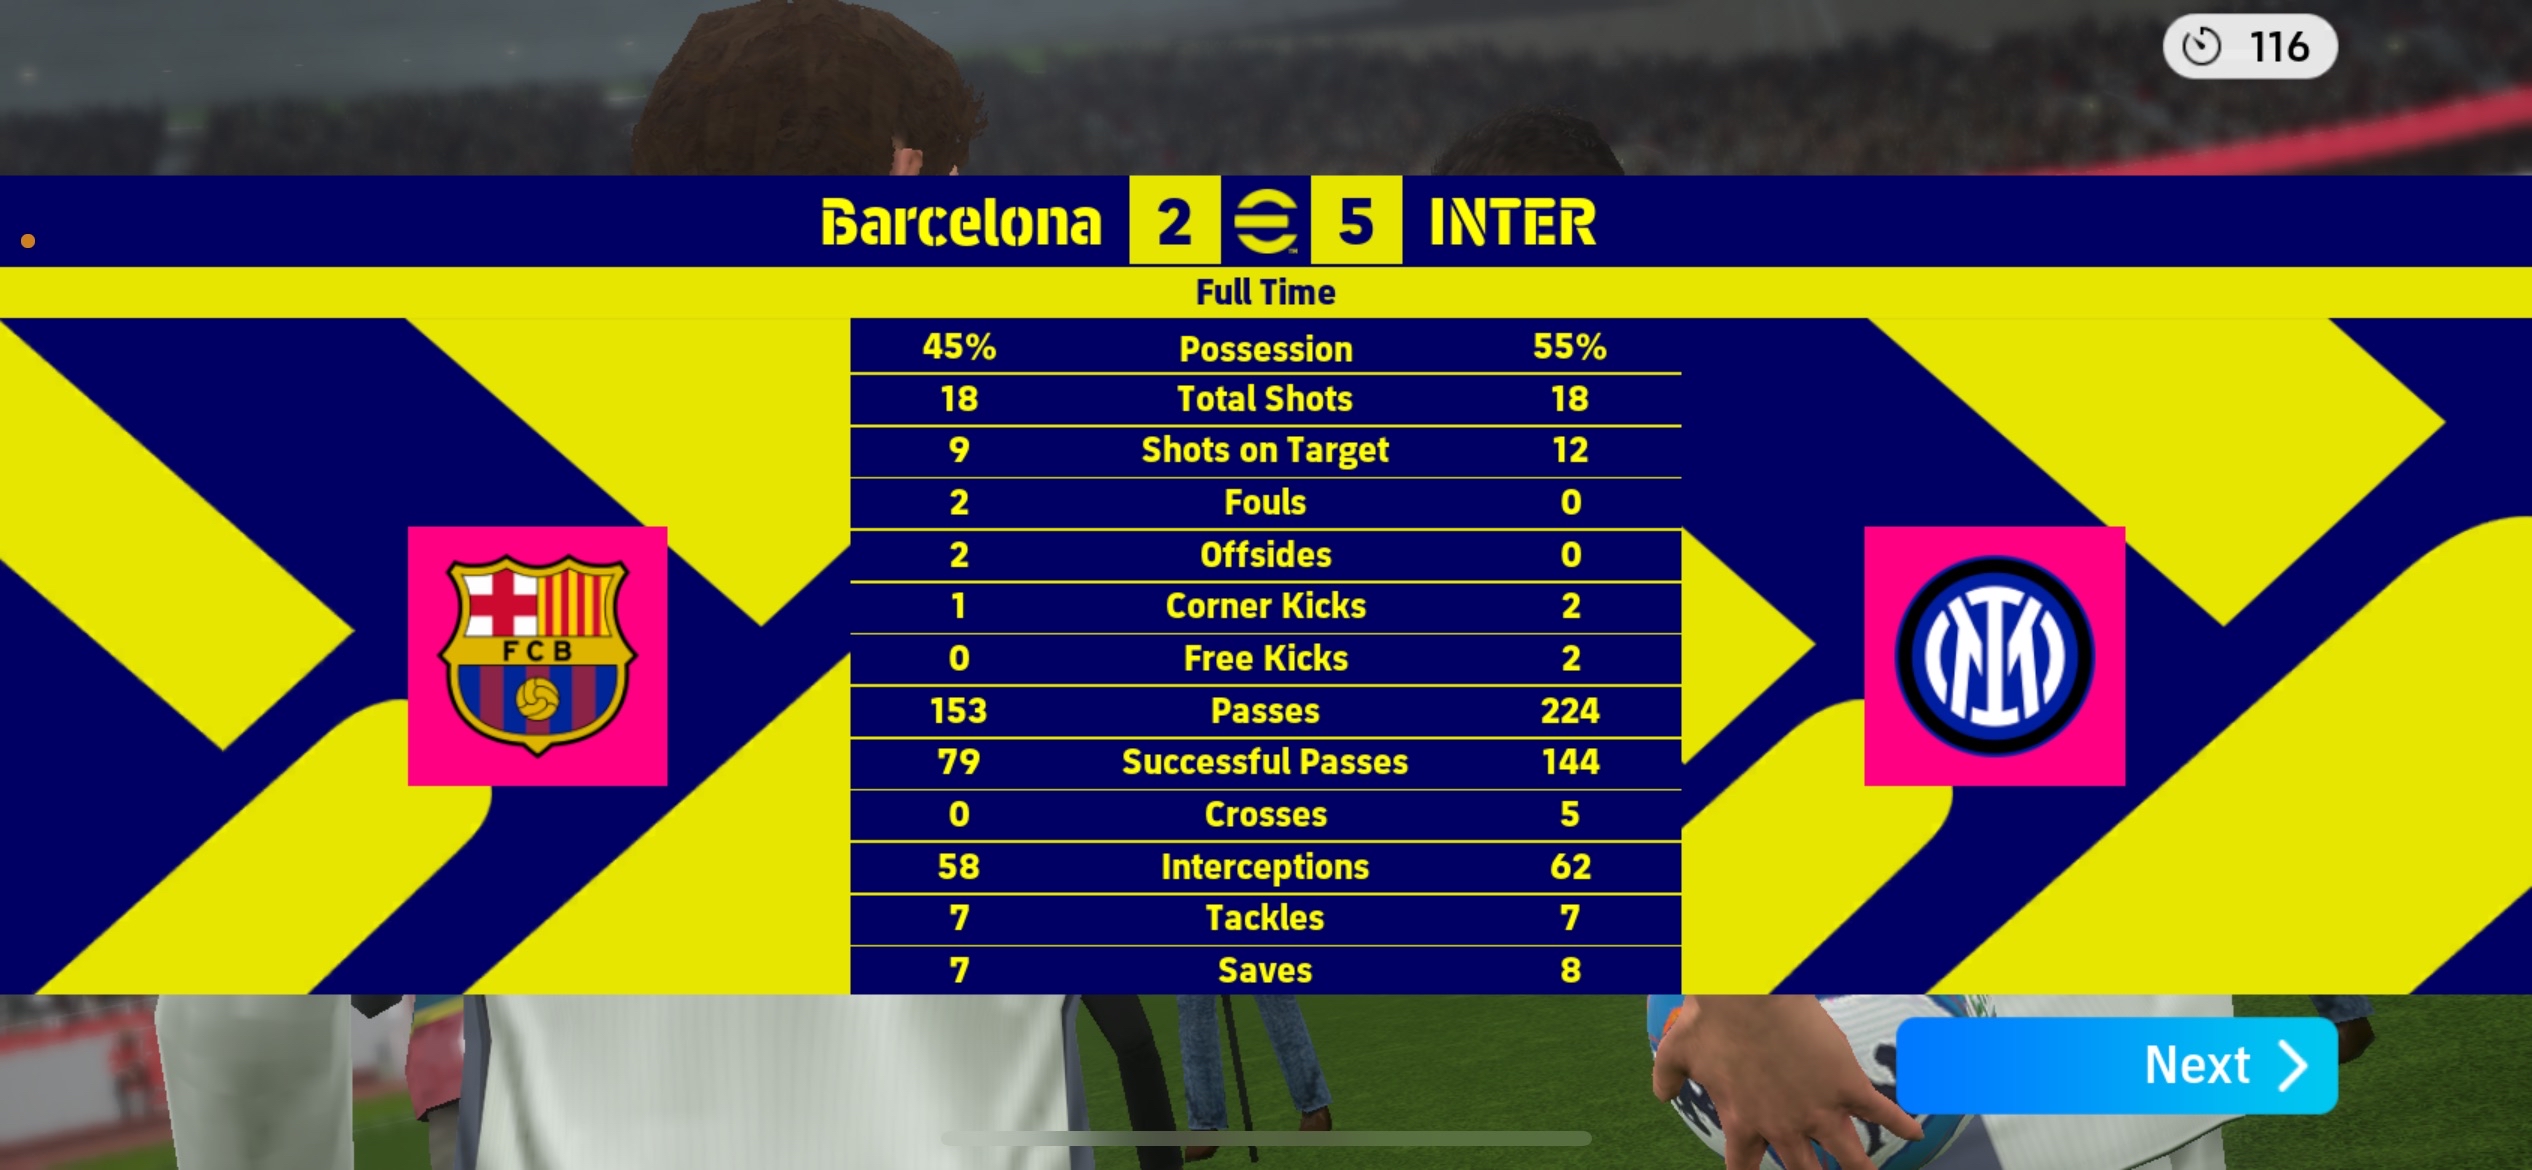 116
Barcelona 2 5 INTER
Full Time
45% Possession 55%
18 Total Shots 18
9 Shots on Target 12
2 Fouls 0
2 Offsides 0
1 Corner Kicks 2
0 Free Kicks 2
153 Passes 224
79 Successful Passes 144
0 Crosses 5
58 Interceptions 62
7 Tackles 7
7 Saves 8
FCB
Next